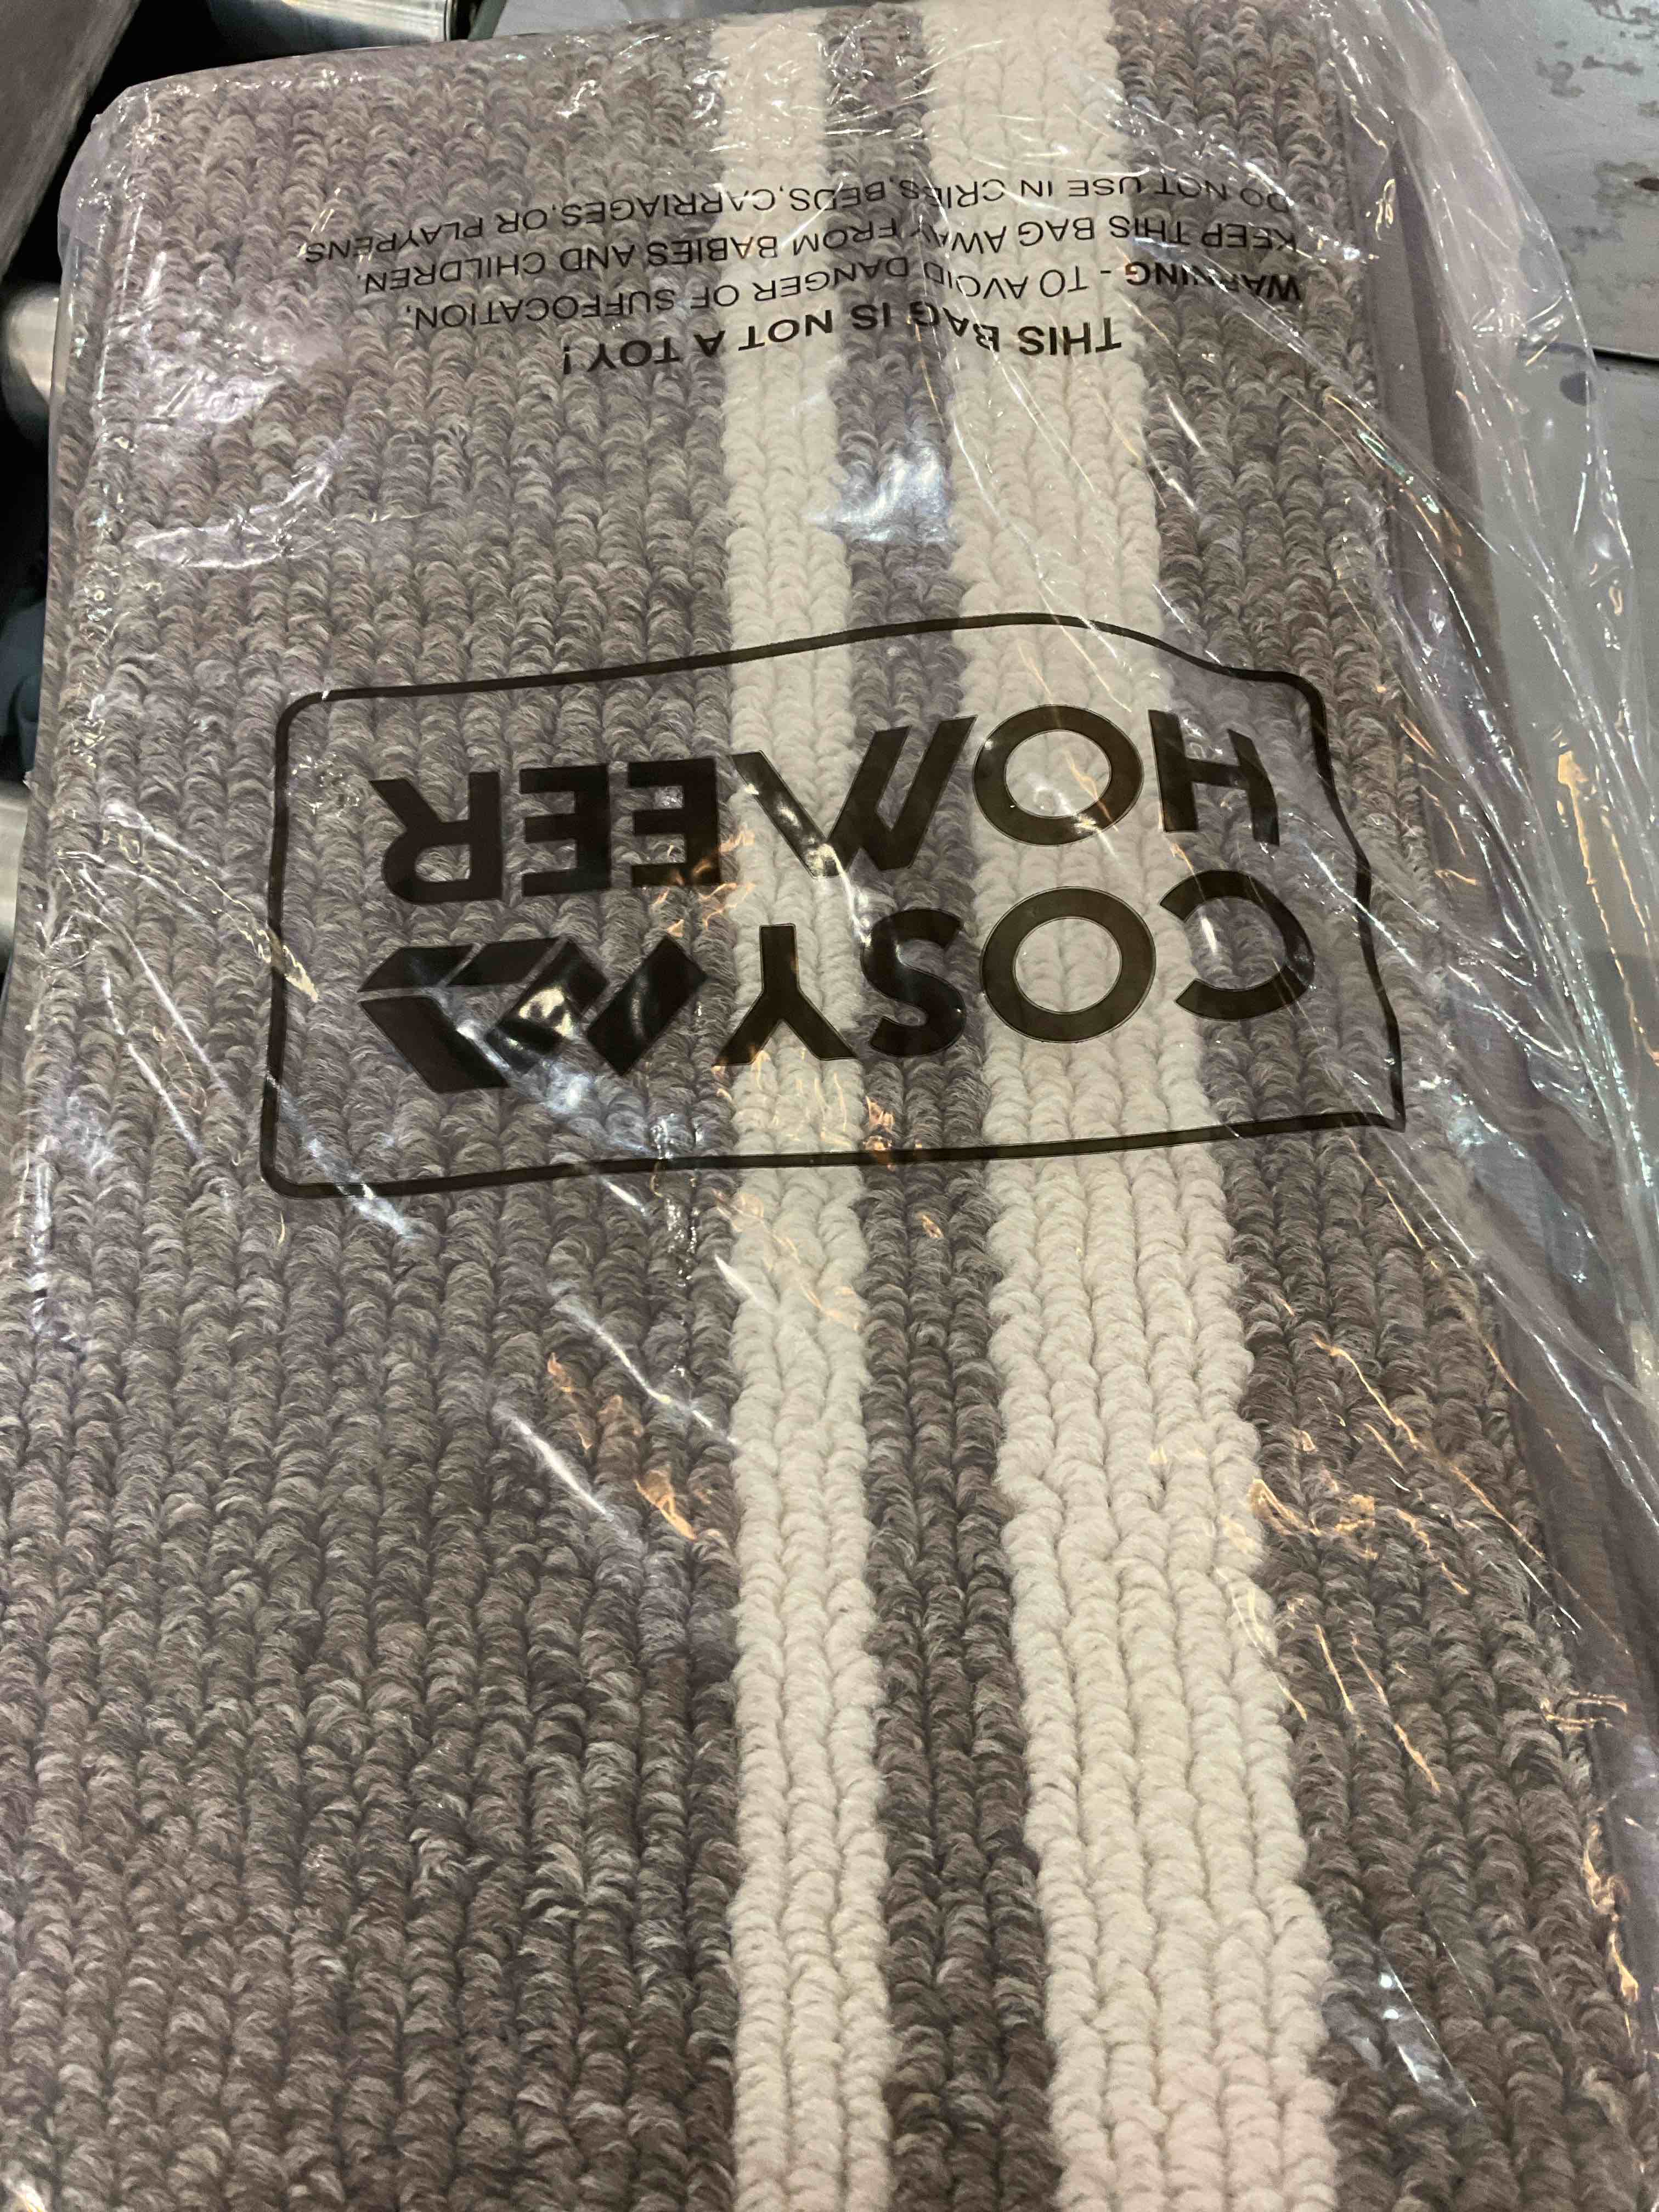 COSY
HOMEER
THIS BAG IS NOT A TOY!
WARNING - TO AVOID DANGER OF SUFFOCATION,
KEEP THIS BAG AWAY FROM BABIES AND CHILDREN.
DO NOT USE IN CRIBS,BEDS,CARRIAGES,OR PLAYPENS.